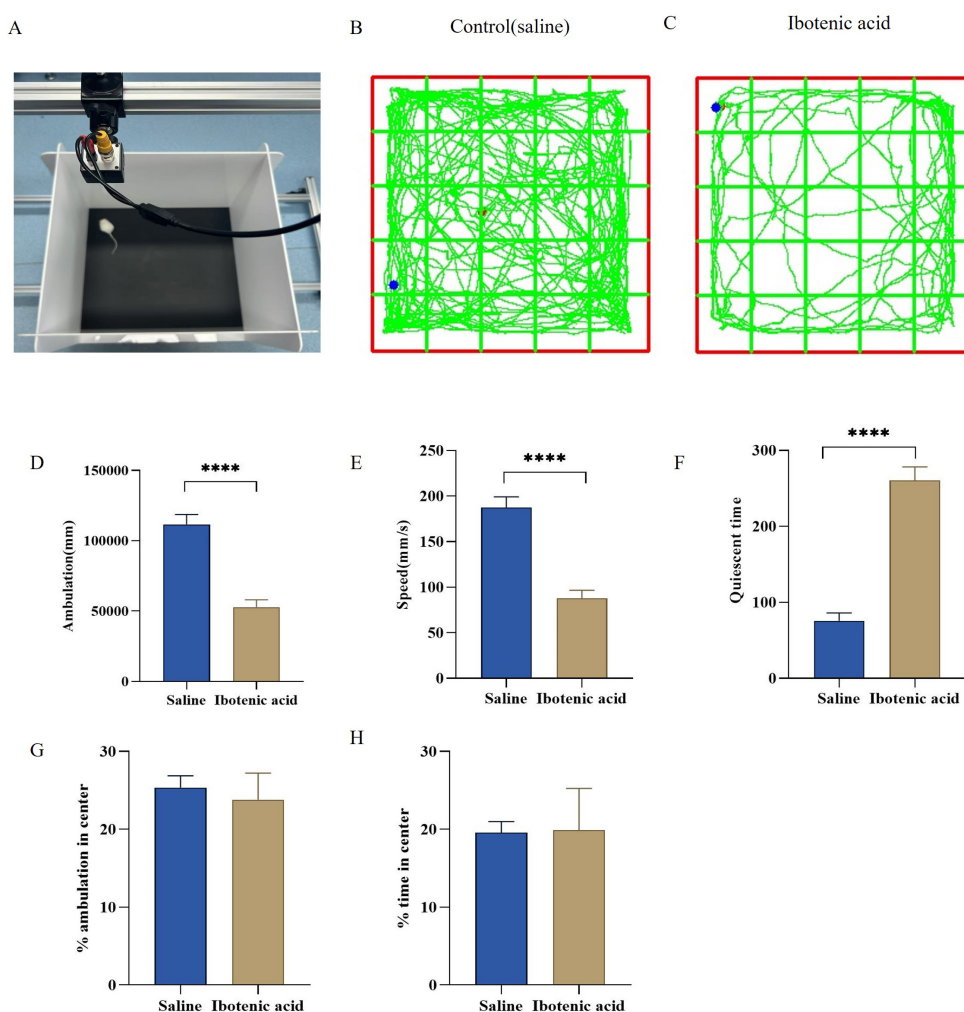 A
B
Control(saline)
C
Ibotenic acid
D
Ambulation(mm)
150000
100000
50000
0
****
Saline
Ibotenic acid
E
Speed(mm/s)
250
200
150
100
50
0
****
Saline
Ibotenic acid
F
Quiescent time
300
200
100
0
****
Saline
Ibotenic acid
G
% ambulation in center
30
20
10
0
Saline
Ibotenic acid
H
% time in center
30
20
10
0
Saline
Ibotenic acid